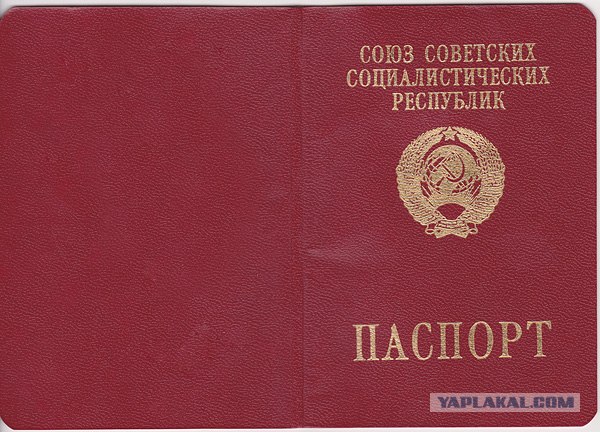 СОЮЗ СОВЕТСКИХ
СОЦИАЛИСТИЧЕСКИХ
РЕСПУБЛИК
ПАСПОРТ
YAPLAKAL.COM